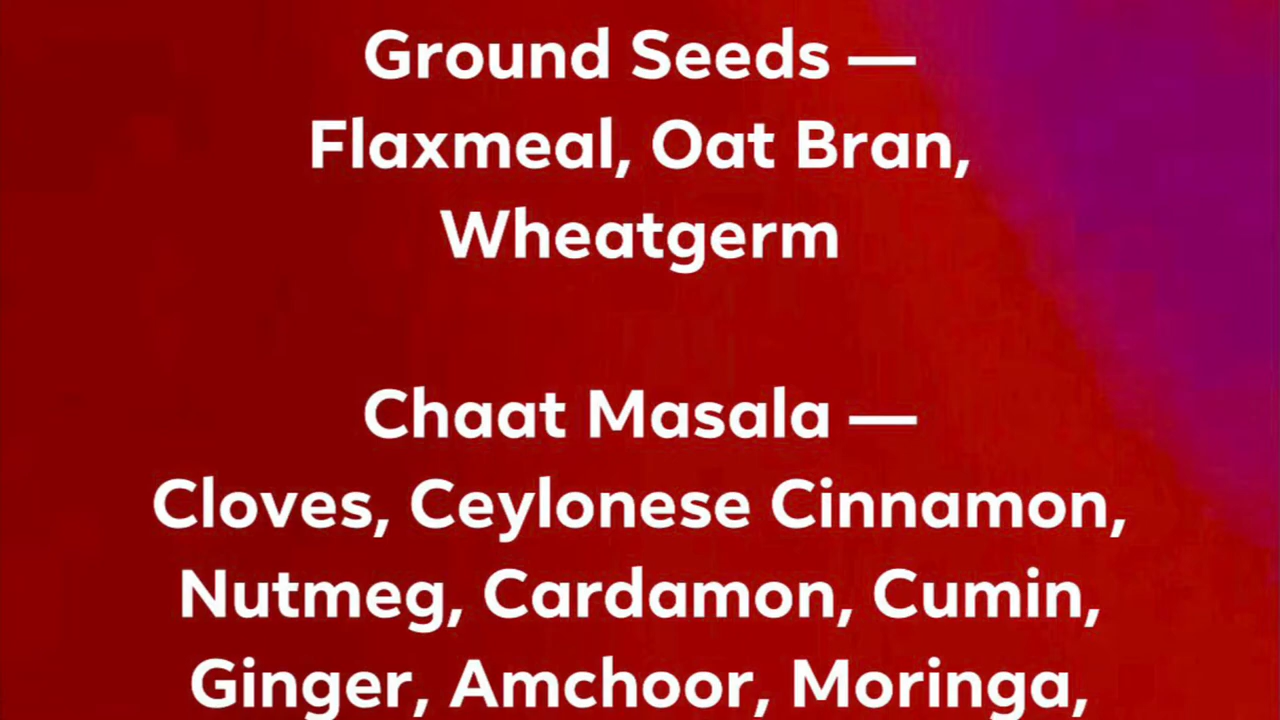 Ground Seeds —
Flaxmeal, Oat Bran,
Wheatgerm
Chaat Masala —
Cloves, Ceylonese Cinnamon,
Nutmeg, Cardamon, Cumin,
Ginger, Amchoor, Moringa,